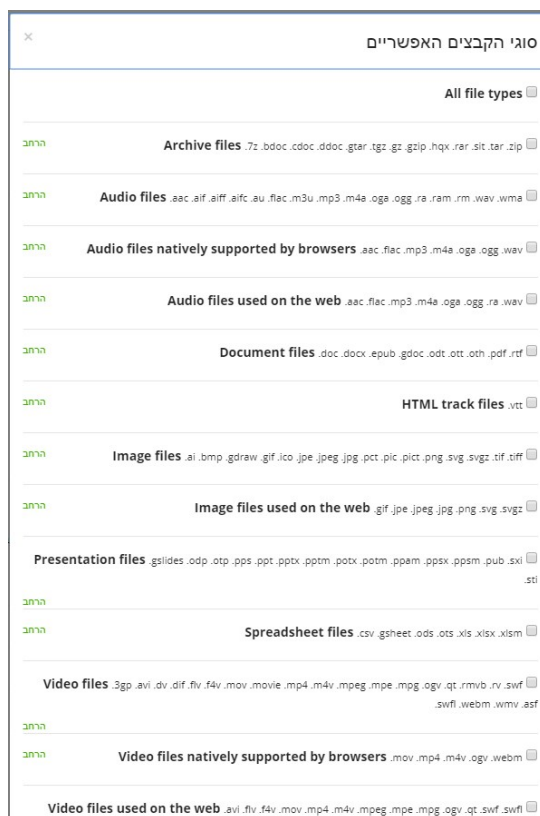 סוגי הקבצים האפשריים ×
All file types
Archive files .7z .bdoc .cdoc .ddoc .gtar .tgz .gz .gzip .hqx .rar .sit .tar .zip הרחב
Audio files .aac .aif .aiff .aifc .au .flac .m3u .mp3 .m4a .oga .ogg .ra .ram .rm .wav .wma הרחב
Audio files natively supported by browsers .aac .flac .mp3 .m4a .oga .ogg .wav הרחב
Audio files used on the web .aac .flac .mp3 .m4a .oga .ogg .ra .wav הרחב
Document files .doc .docx .epub .gdoc .odt .ott .oth .pdf .rtf הרחב
HTML track files .vtt הרחב
Image files .ai .bmp .gdraw .gif .ico .jpe .jpeg .jpg .pct .pic .pict .png .svg .svgz .tif .tiff הרחב
Image files used on the web .gif .jpe .jpeg .jpg .png .svg .svgz הרחב
Presentation files .gslides .odp .otp .pps .ppt .pptx .pptm .potx .potm .ppam .ppsx .ppsm .pub .sxi
.sti
הרחב
Spreadsheet files .csv .gsheet .ods .ots .xls .xlsx .xlsm הרחב
Video files .3gp .avi .dv .dif .flv .f4v .mov .movie .mp4 .m4v .mpeg .mpe .mpg .ogv .qt .rmvb .rv .swf
.swfl .webm .wmv .asf
הרחב
Video files natively supported by browsers .mov .mp4 .m4v .ogv .webm הרחב
Video files used on the web .avi .flv .f4v .mov .mp4 .m4v .mpeg .mpe .mpg .ogv .qt .swf .swfl